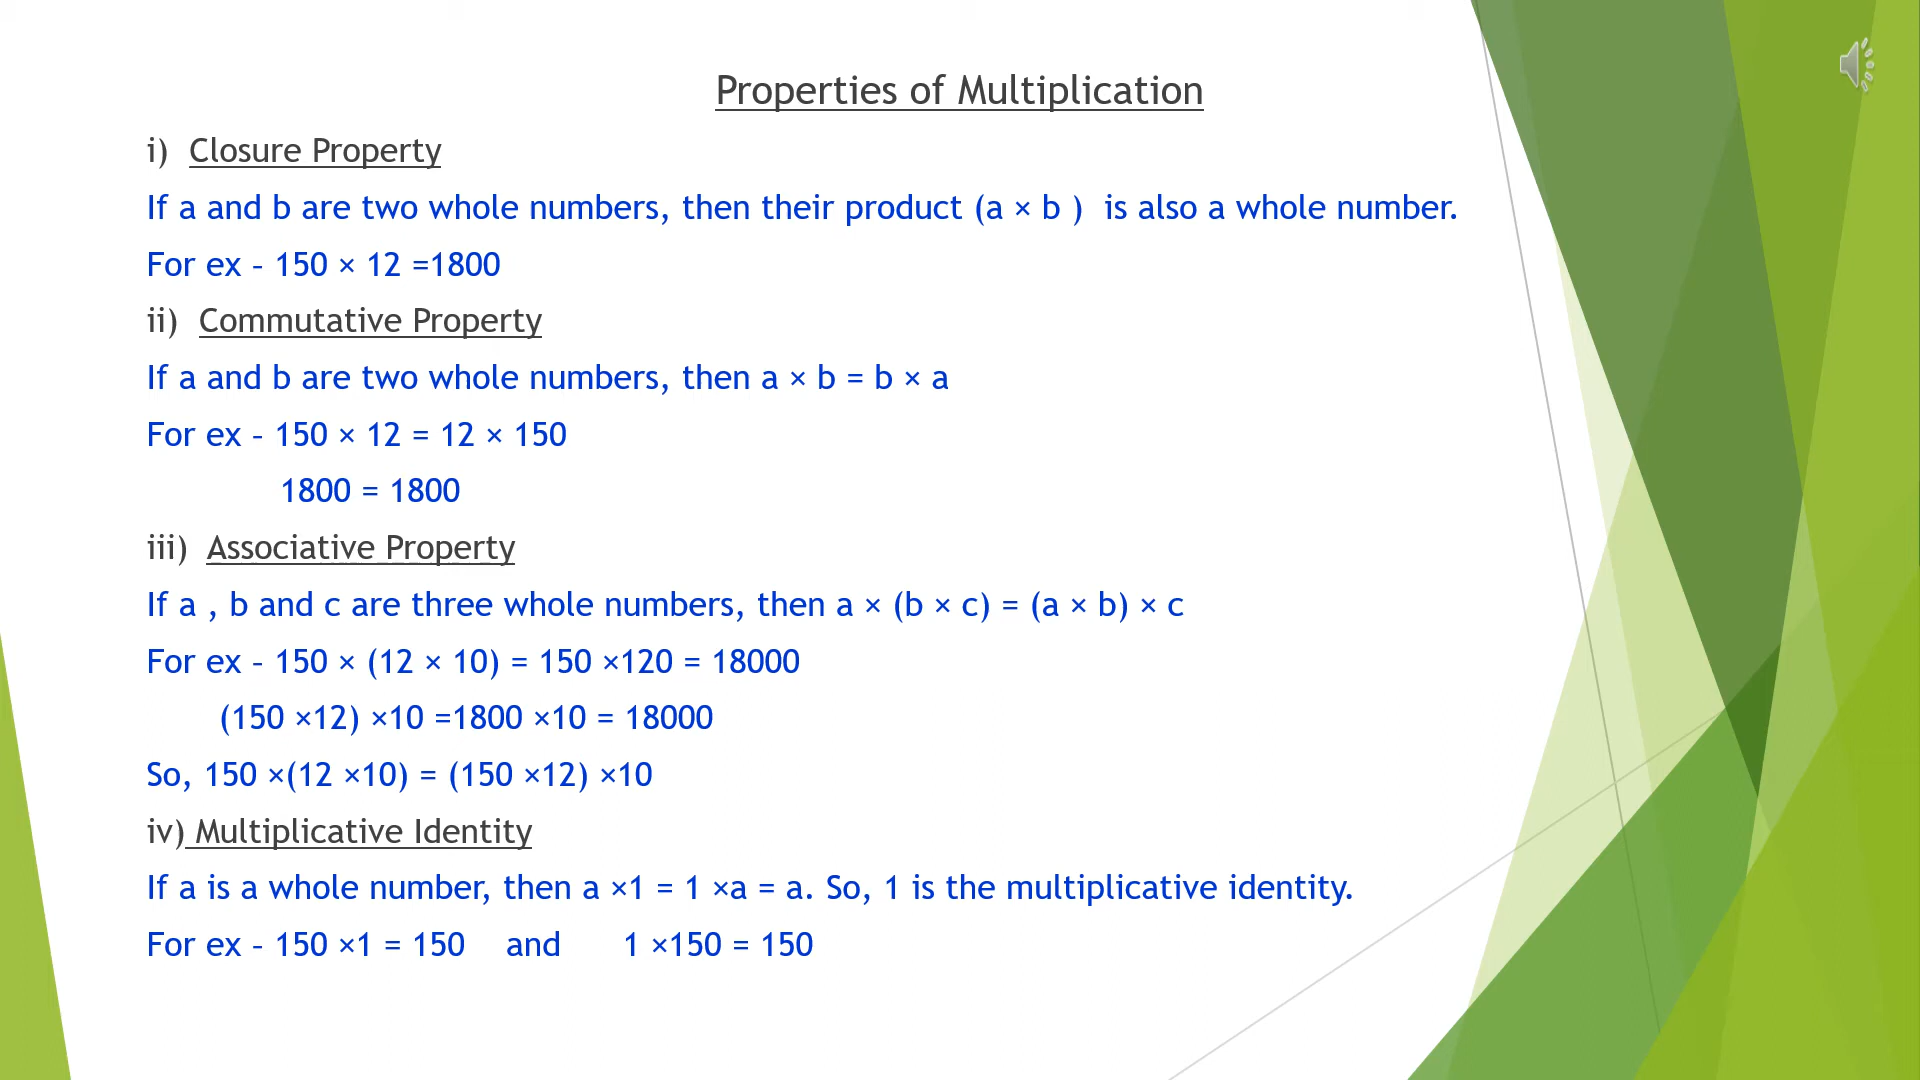 Properties of Multiplication
i) Closure Property
If a and b are two whole numbers, then their product (a × b ) is also a whole number.
For ex – 150 × 12 =1800
ii) Commutative Property
If a and b are two whole numbers, then a × b = b × a
For ex – 150 × 12 = 12 × 150
1800 = 1800
iii) Associative Property
If a , b and c are three whole numbers, then a × (b × c) = (a × b) × c
For ex – 150 × (12 × 10) = 150 ×120 = 18000
(150 ×12) ×10 =1800 ×10 = 18000
So, 150 ×(12 ×10) = (150 ×12) ×10
iv) Multiplicative Identity
If a is a whole number, then a ×1 = 1 ×a = a. So, 1 is the multiplicative identity.
For ex – 150 ×1 = 150 and 1 ×150 = 150